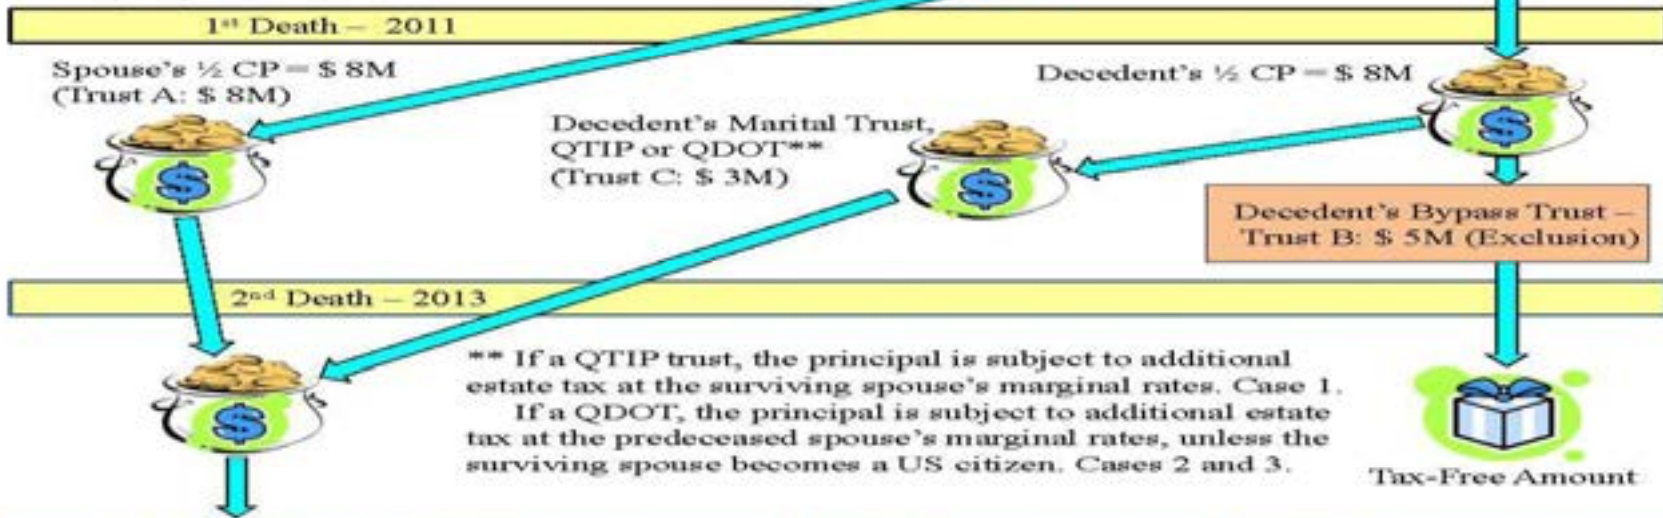 1st Death – 2011
Spouse's ½ CP = $ 8M
(Trust A: $ 8M)
Decedent's ½ CP = $ 8M
Decedent's Marital Trust,
QTIP or QDOT**
(Trust C: $ 3M)
$
$
$
Decedent's Bypass Trust –
Trust B: $ 5M (Exclusion)
2nd Death – 2013
** If a QTIP trust, the principal is subject to additional
estate tax at the surviving spouse's marginal rates. Case 1.
If a QDOT, the principal is subject to additional estate
tax at the predeceased spouse's marginal rates, unless the
surviving spouse becomes a US citizen. Cases 2 and 3.
$
Tax-Free Amount